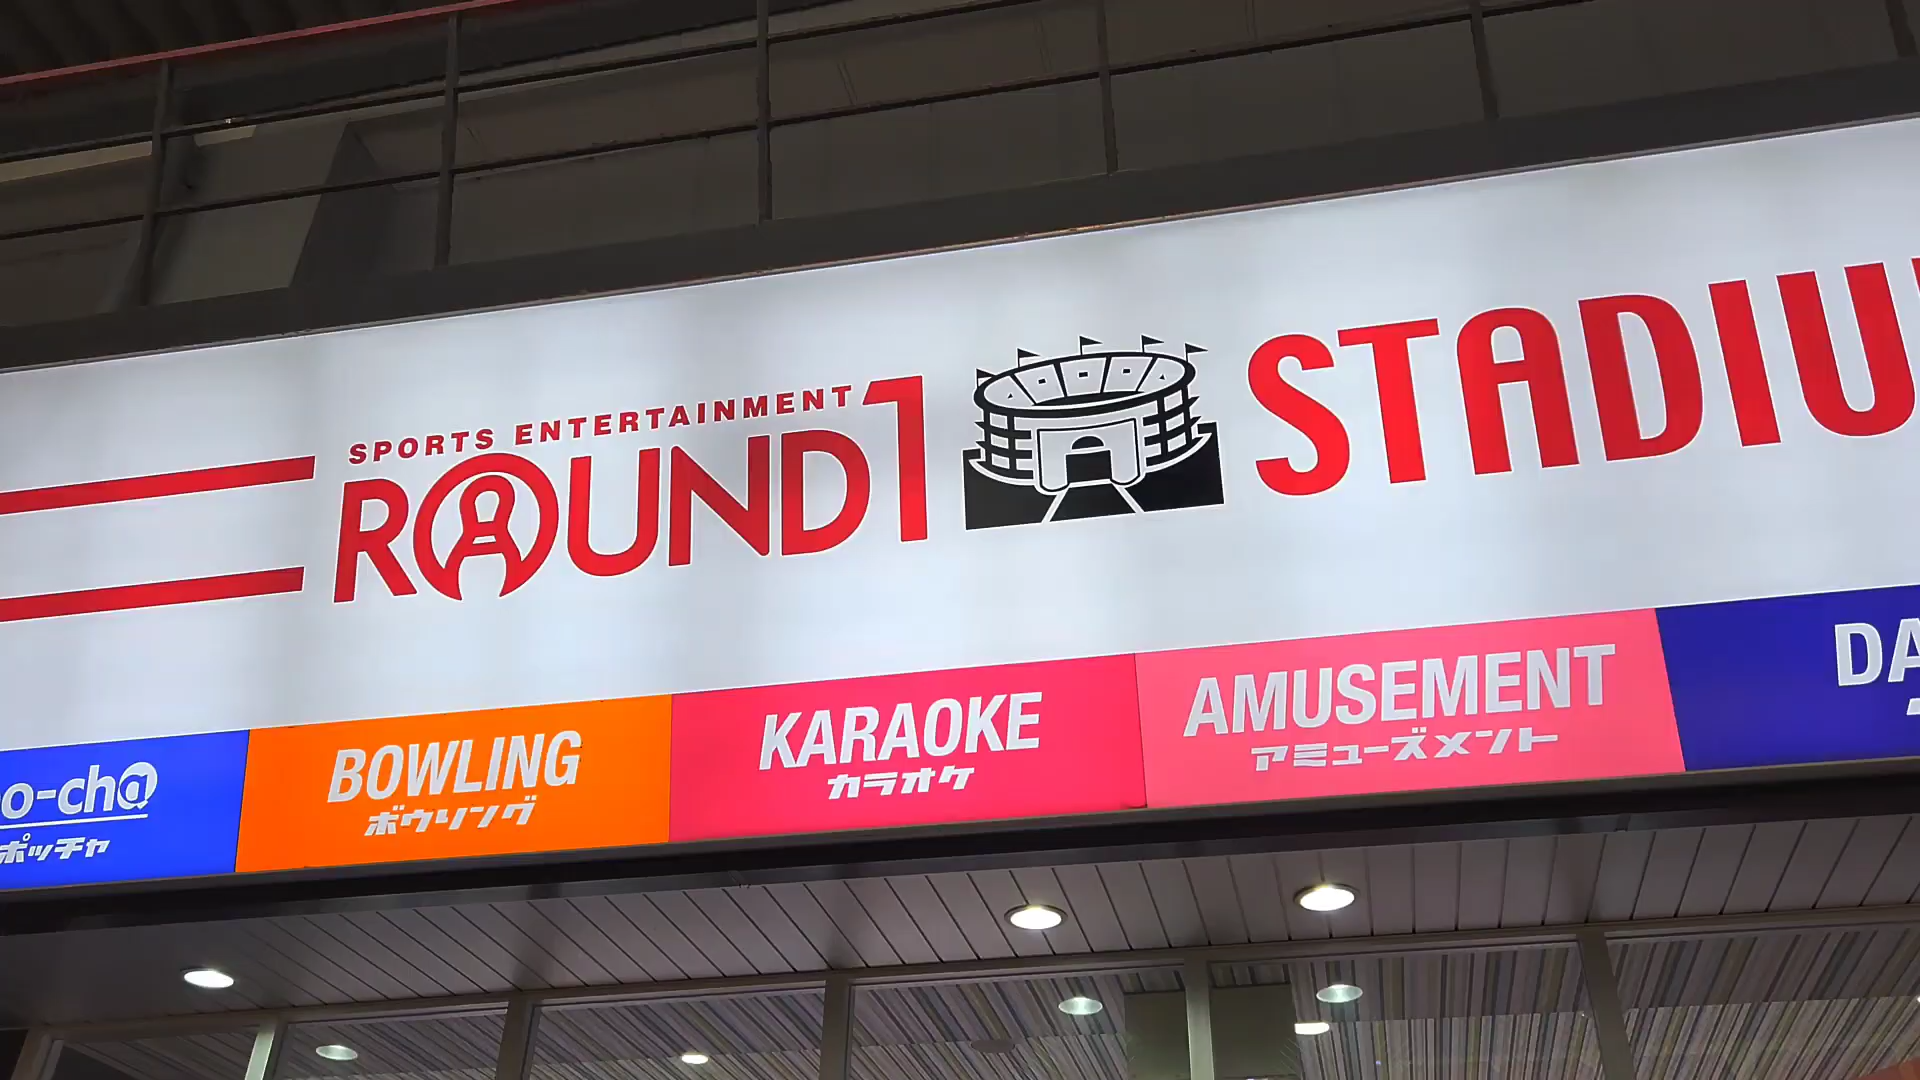 SPORTS ENTERTAINMENT
ROUND1 STADIU
o-cha
ポッチャ
BOWLING
ボウリング
KARAOKE
カラオケ
AMUSEMENT
アミューズメント
DA